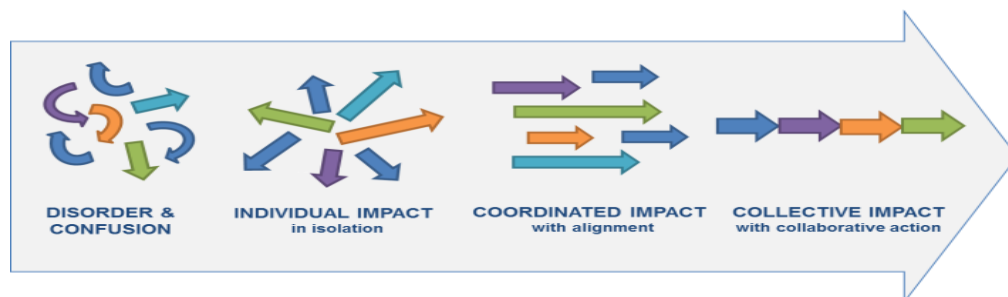 DISORDER &
CONFUSION
INDIVIDUAL IMPACT
in isolation
COORDINATED IMPACT
with alignment
COLLECTIVE IMPACT
with collaborative action